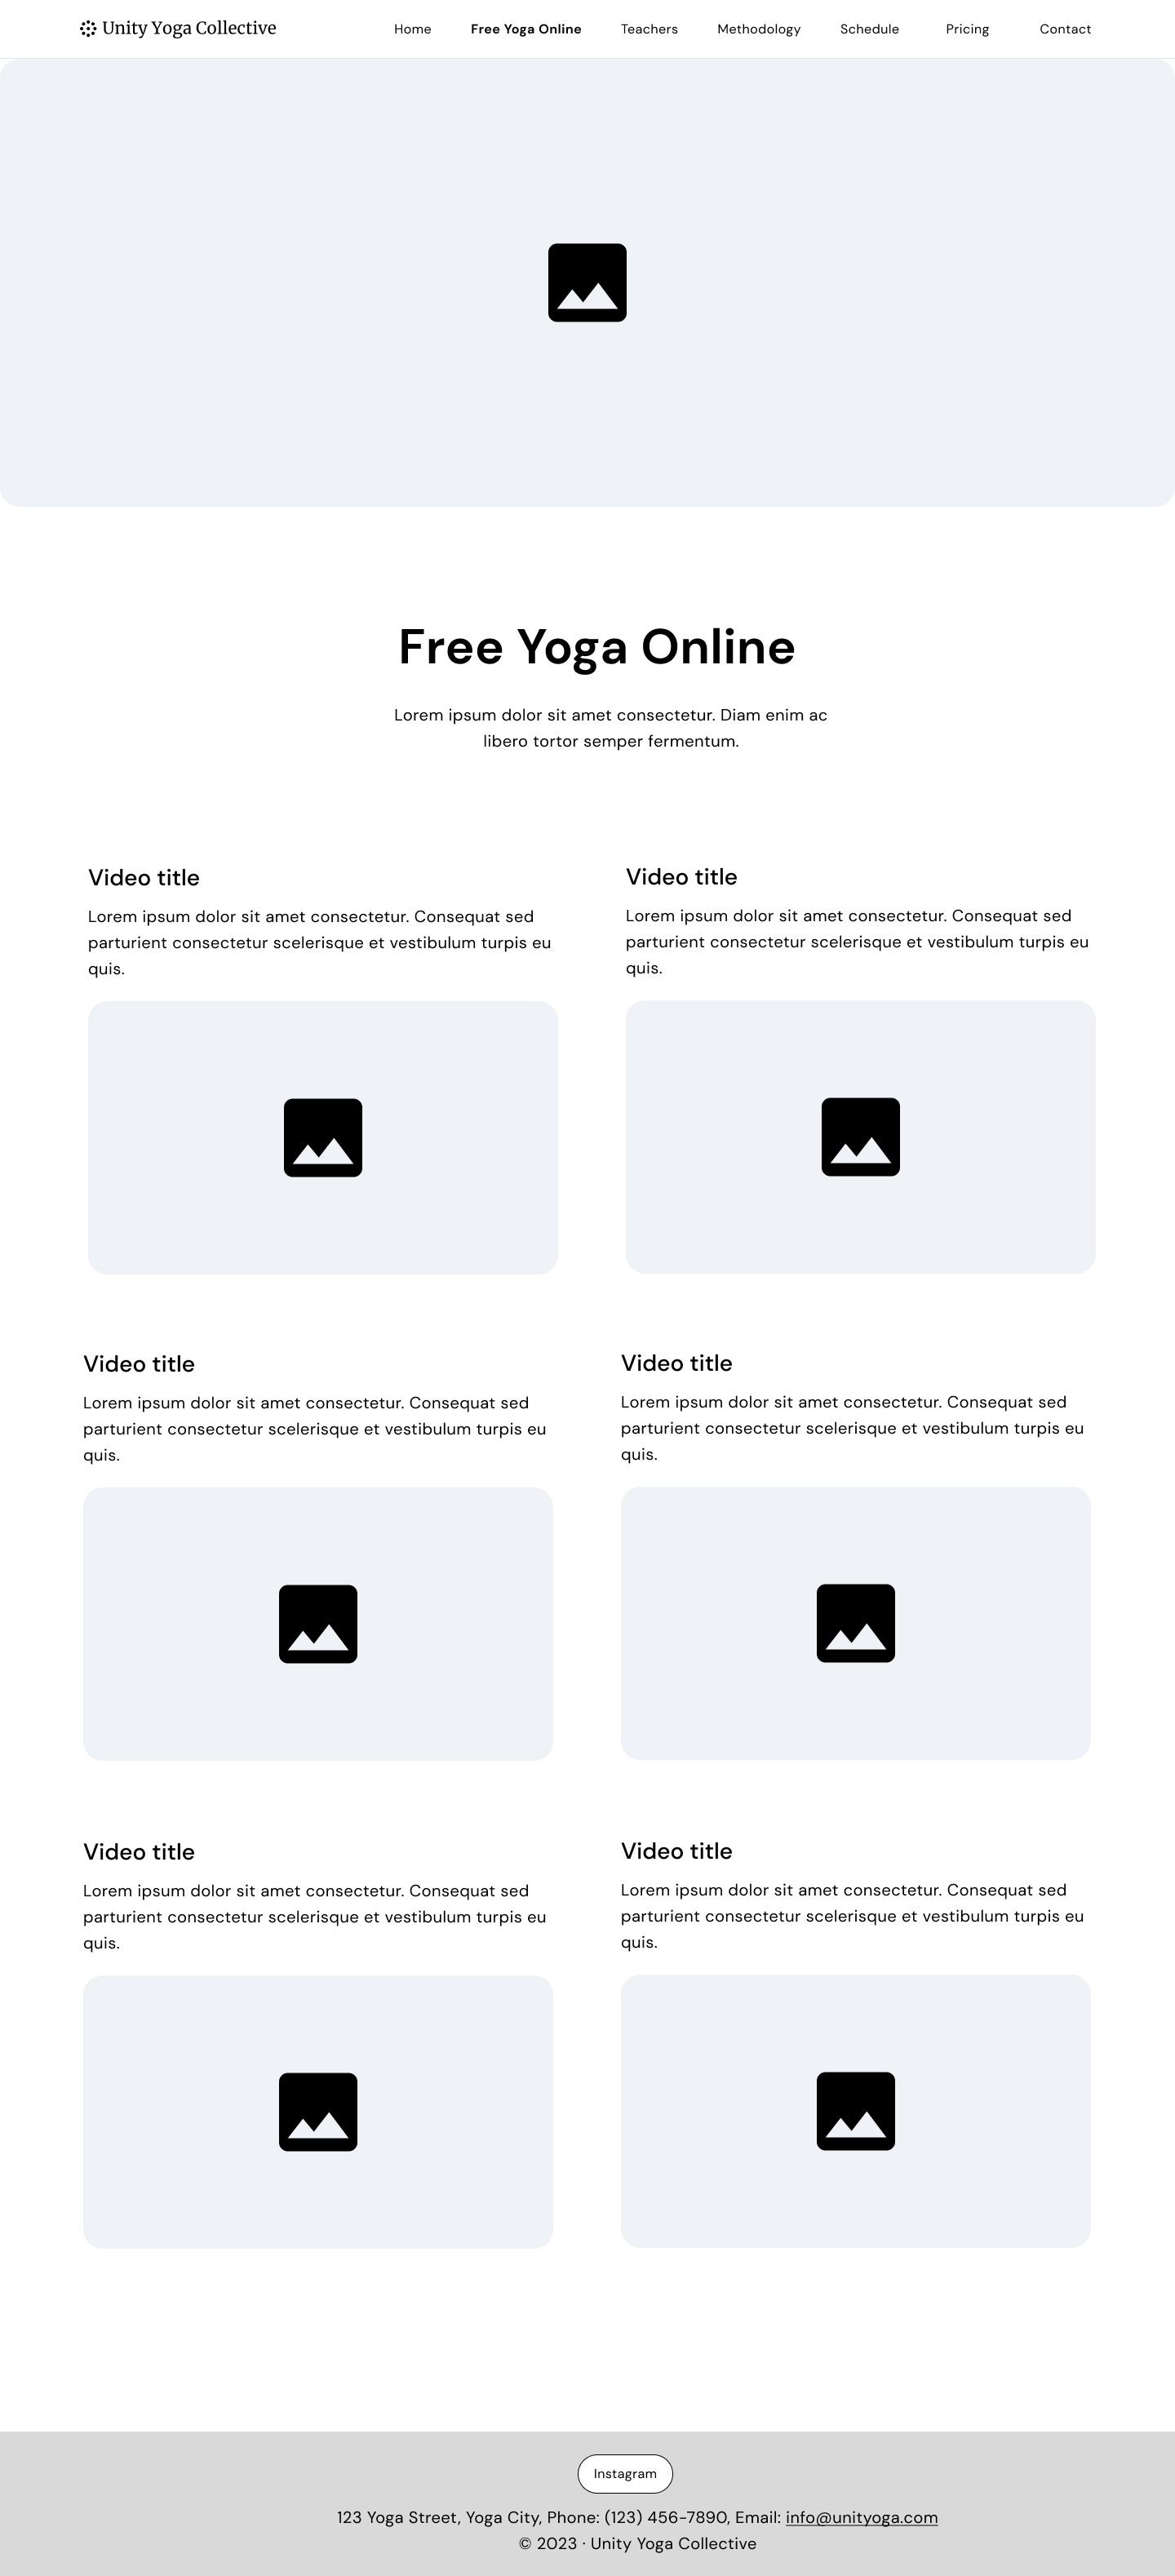 Unity Yoga Collective
Home Free Yoga Online Teachers Methodology Schedule Pricing Contact
Free Yoga Online
Lorem ipsum dolor sit amet consectetur. Diam enim ac
libero tortor semper fermentum.
Video title
Lorem ipsum dolor sit amet consectetur. Consequat sed
parturient consectetur scelerisque et vestibulum turpis eu
quis.
Video title
Lorem ipsum dolor sit amet consectetur. Consequat sed
parturient consectetur scelerisque et vestibulum turpis eu
quis.
Video title
Lorem ipsum dolor sit amet consectetur. Consequat sed
parturient consectetur scelerisque et vestibulum turpis eu
quis.
Video title
Lorem ipsum dolor sit amet consectetur. Consequat sed
parturient consectetur scelerisque et vestibulum turpis eu
quis.
Video title
Lorem ipsum dolor sit amet consectetur. Consequat sed
parturient consectetur scelerisque et vestibulum turpis eu
quis.
Video title
Lorem ipsum dolor sit amet consectetur. Consequat sed
parturient consectetur scelerisque et vestibulum turpis eu
quis.
Instagram
123 Yoga Street, Yoga City, Phone: (123) 456-7890, Email: info@unityoga.com
© 2023 · Unity Yoga Collective